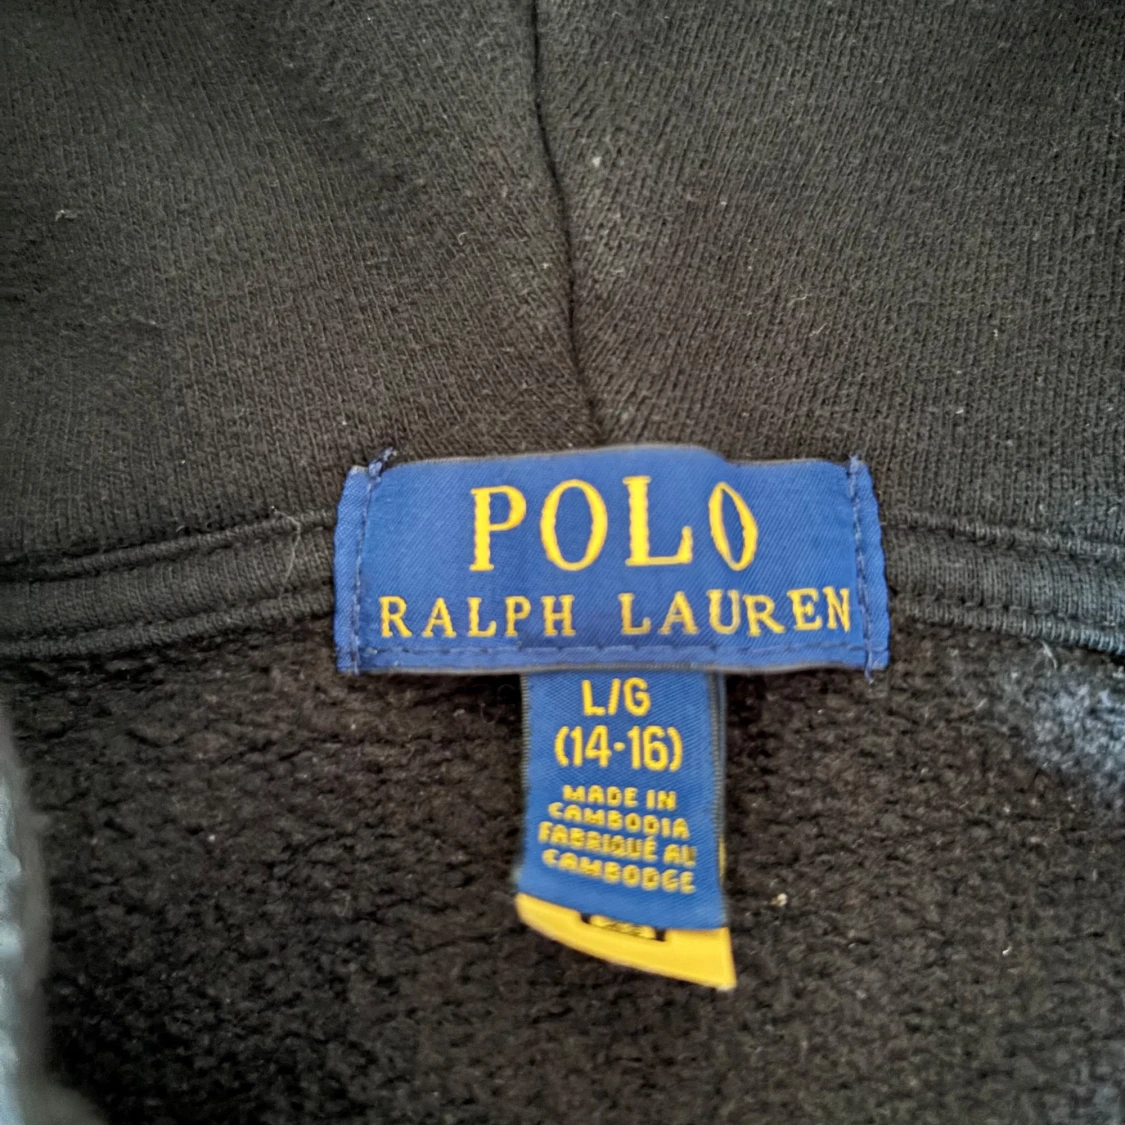 POLO
RALPH LAUREN
L/G
(14-16)
MADE IN
CAMBODIA
FABRIQUÉ AU
CAMBODGE